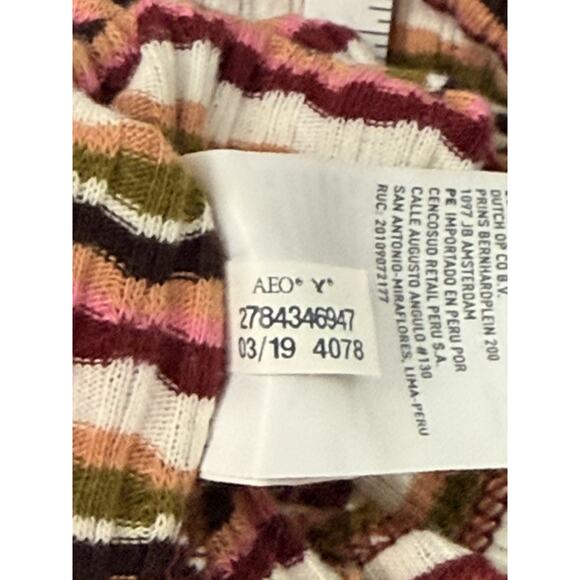 AEO® Y®
2784346947
03/19 4078
DUTCH OP CO B.V.
PRINS BERNHARDPLEIN 200
1097 JB AMSTERDAM
PE IMPORTADO EN PERU POR
CENCOSUD RETAIL PERU S.A.
CALLE AUGUSTO ANGULO #130
SAN ANTONIO-MIRAFLORES, LIMA-PERU
RUC: 20109072177